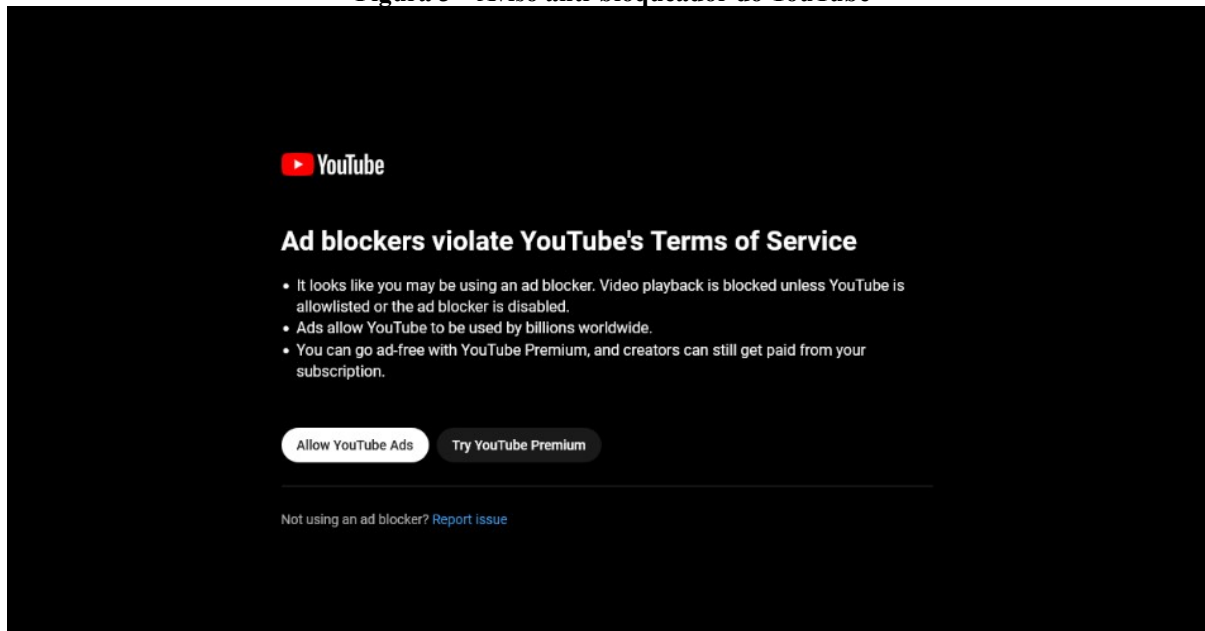 YouTube
Ad blockers violate YouTube's Terms of Service
• It looks like you may be using an ad blocker. Video playback is blocked unless YouTube is
allowlisted or the ad blocker is disabled.
• Ads allow YouTube to be used by billions worldwide.
• You can go ad-free with YouTube Premium, and creators can still get paid from your
subscription.
Allow YouTube Ads Try YouTube Premium
Not using an ad blocker? Report issue